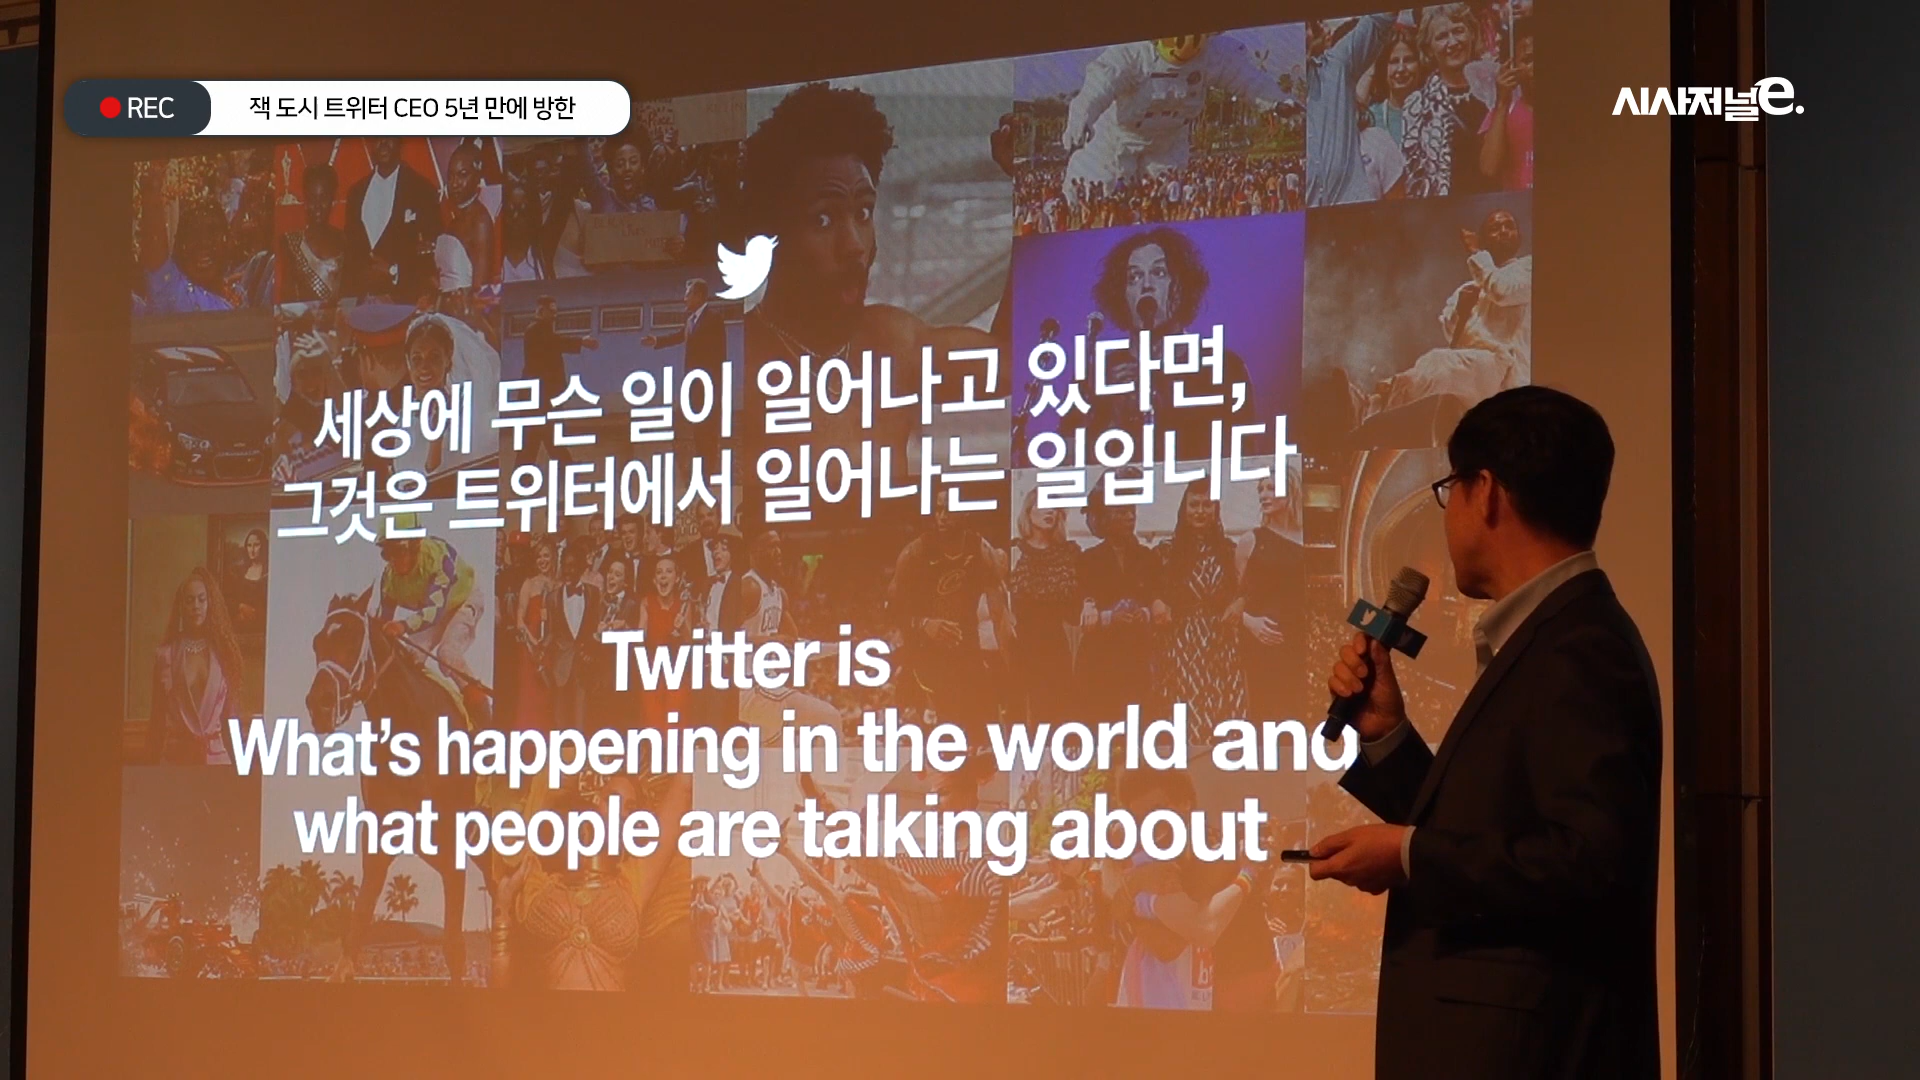 REC
잭 도시 트위터 CEO 5년 만에 방한
시사저널e.
세상에 무슨 일이 일어나고 있다면,
그것은 트위터에서 일어나는 일입니다
Twitter is
What's happening in the world and
what people are talking about